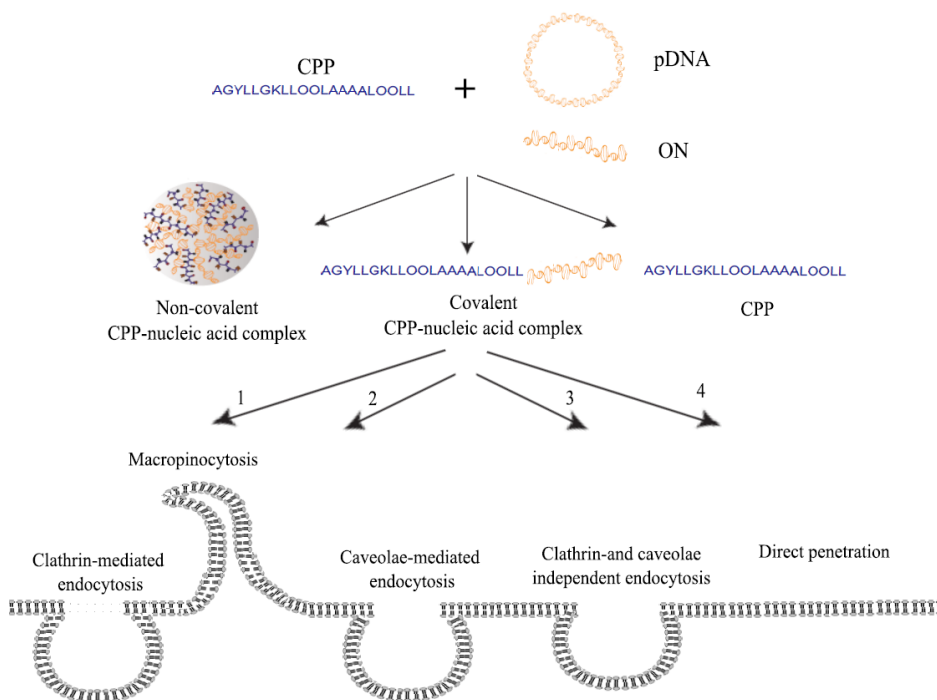 CPP
AGYLLGKLLOOLAAAALOOLL
+
pDNA
ON
Non-covalent
CPP-nucleic acid complex
AGYLLGKLLOOLAAAALOOLL
Covalent
CPP-nucleic acid complex
AGYLLGKLLOOLAAAALOOLL
CPP
1
2
3
4
Macropinocytosis
Clathrin-mediated
endocytosis
Caveolae-mediated
endocytosis
Clathrin-and caveolae
independent endocytosis
Direct penetration